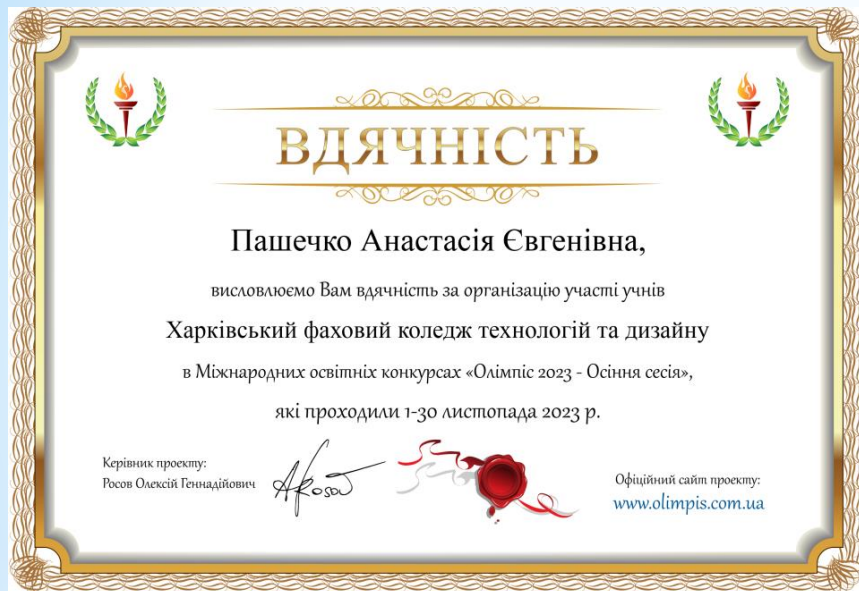 ВДЯЧНІСТЬ
Пашечко Анастасія Євгенівна,
висловлюємо Вам вдячність за організацію участі учнів
Харківський фаховий коледж технологій та дизайну
в Міжнародних освітніх конкурсах «Олімпіс 2023 - Осіння сесія»,
які проходили 1-30 листопада 2023 р.
Керівник проекту:
Росов Олексій Геннадійович
ARosov
Офіційний сайт проекту:
www.olimpis.com.ua